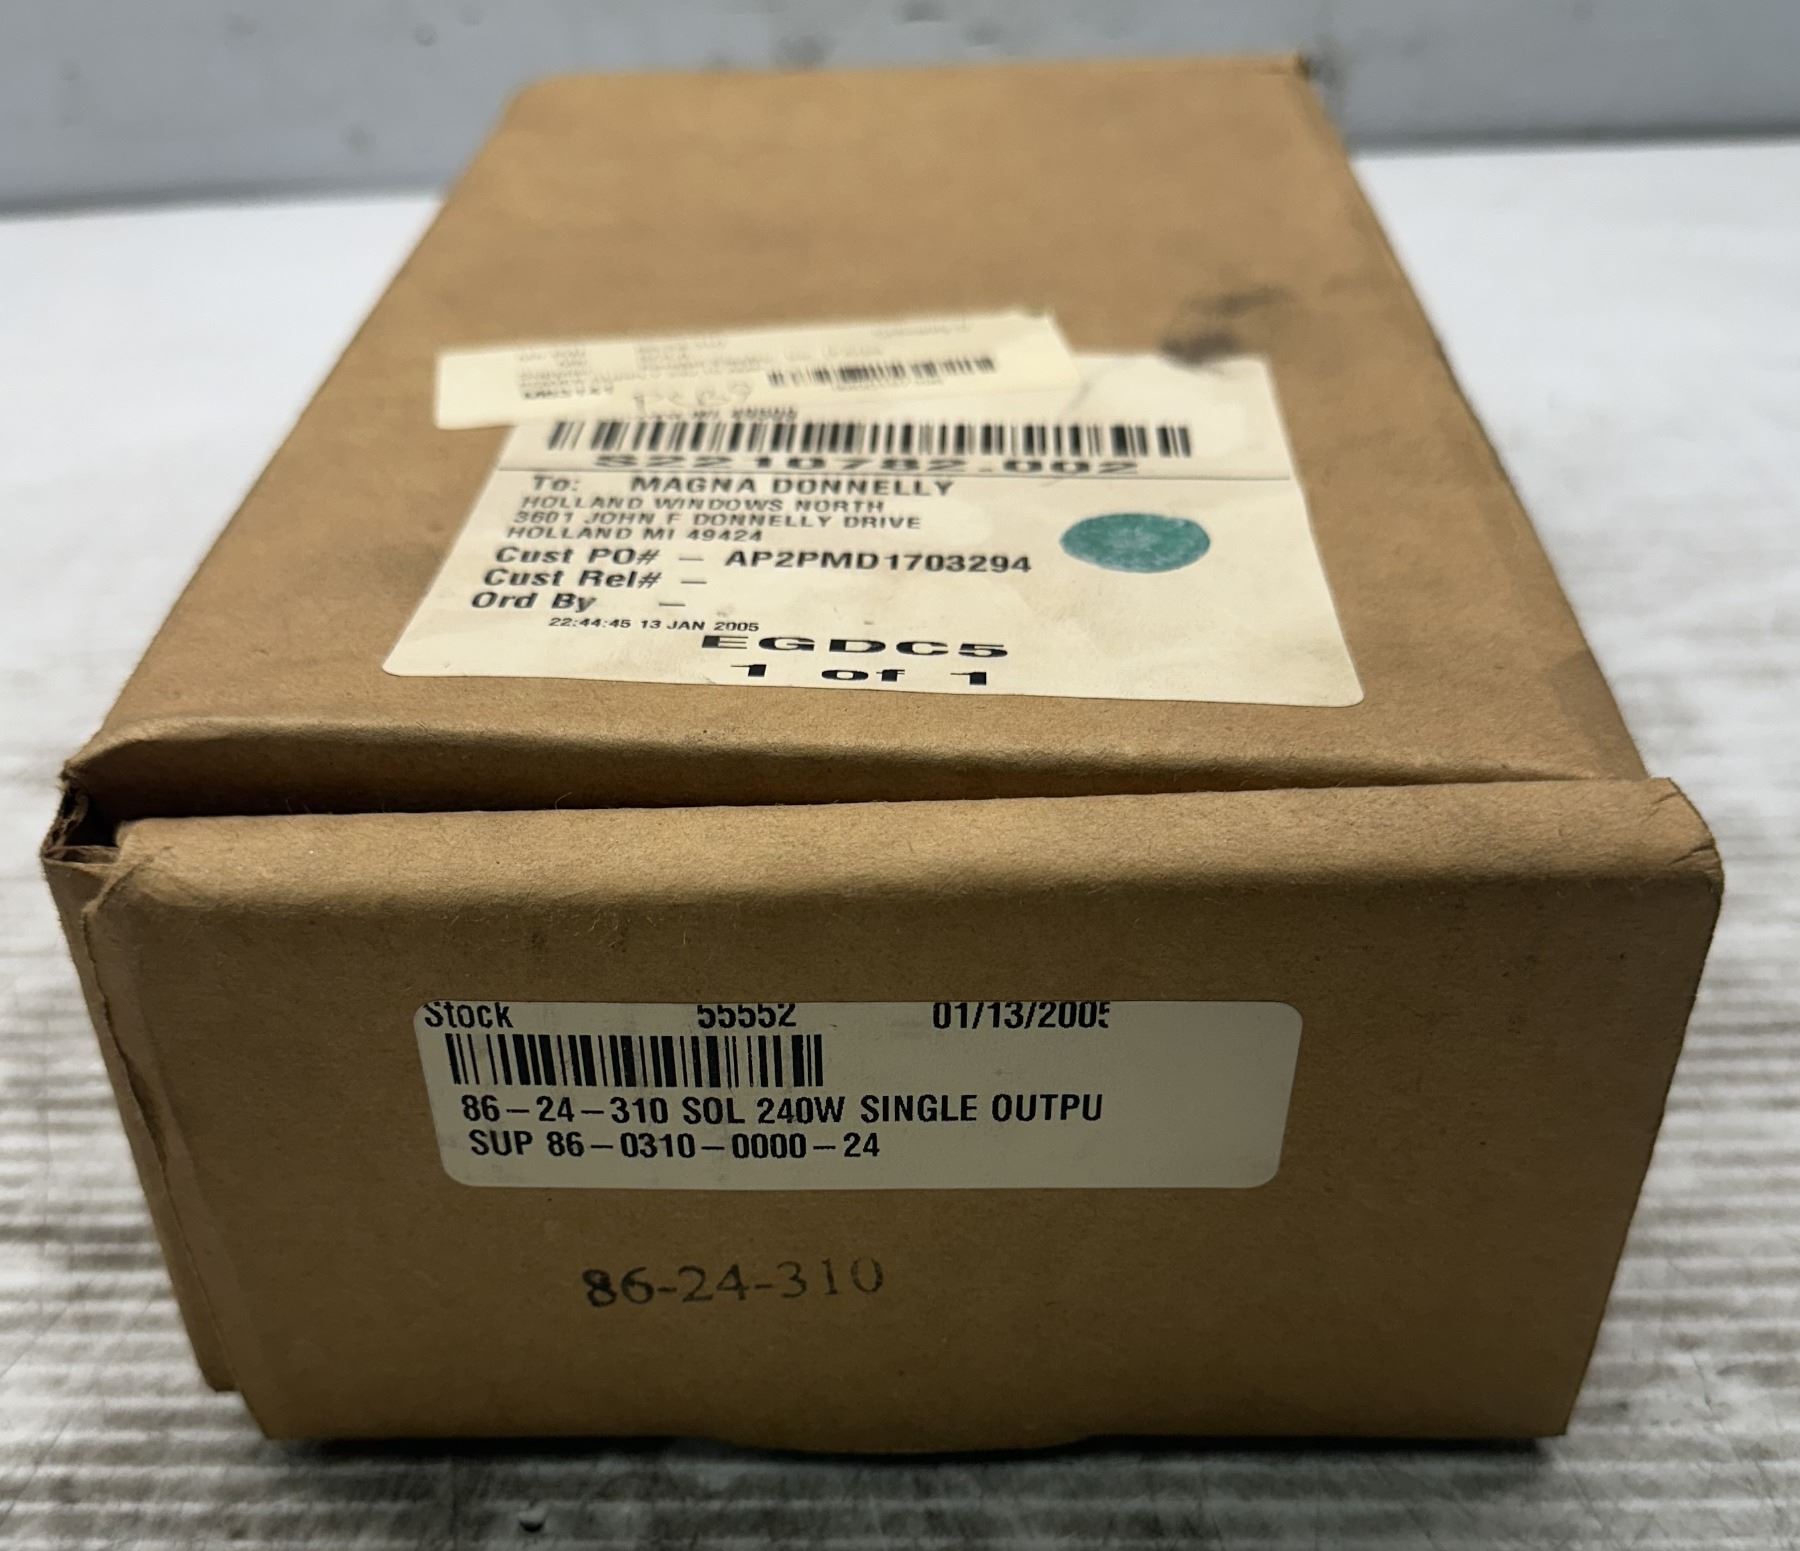 S2210782.002
To: MAGNA DONNELLY
HOLLAND WINDOWS NORTH
3601 JOHN F DONNELLY DRIVE
HOLLAND MI 49424
Cust PO# – AP2PMD1703294
Cust Rel# –
Ord By –
22:44:45 13 JAN 2005
EGDC5
1 of 1
Stock 55552 01/13/2005
86-24-310 SOL 240W SINGLE OUTPU
SUP 86-0310-0000-24
86-24-310